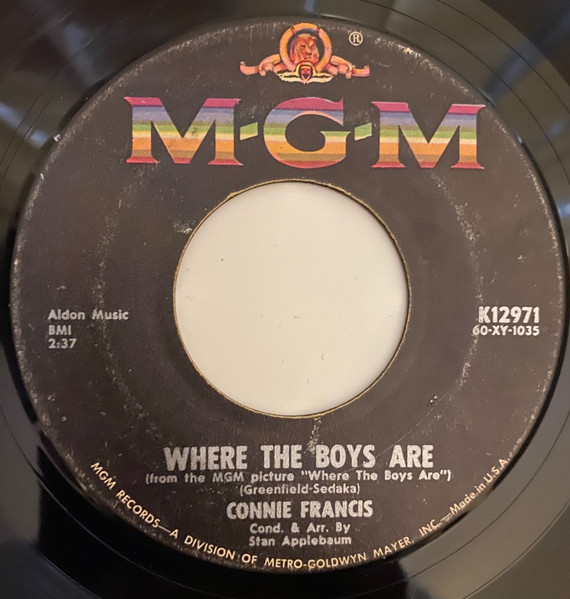 ®
M-G-M
Aldon Music
BMI
2:37
K12971
60-XY-1035
WHERE THE BOYS ARE
(from the MGM picture "Where The Boys Are")
(Greenfield-Sedaka)
CONNIE FRANCIS
Cond. & Arr. By
Stan Applebaum
MGM RECORDS—A DIVISION OF METRO-GOLDWYN MAYER, INC.—Made in U.S.A.